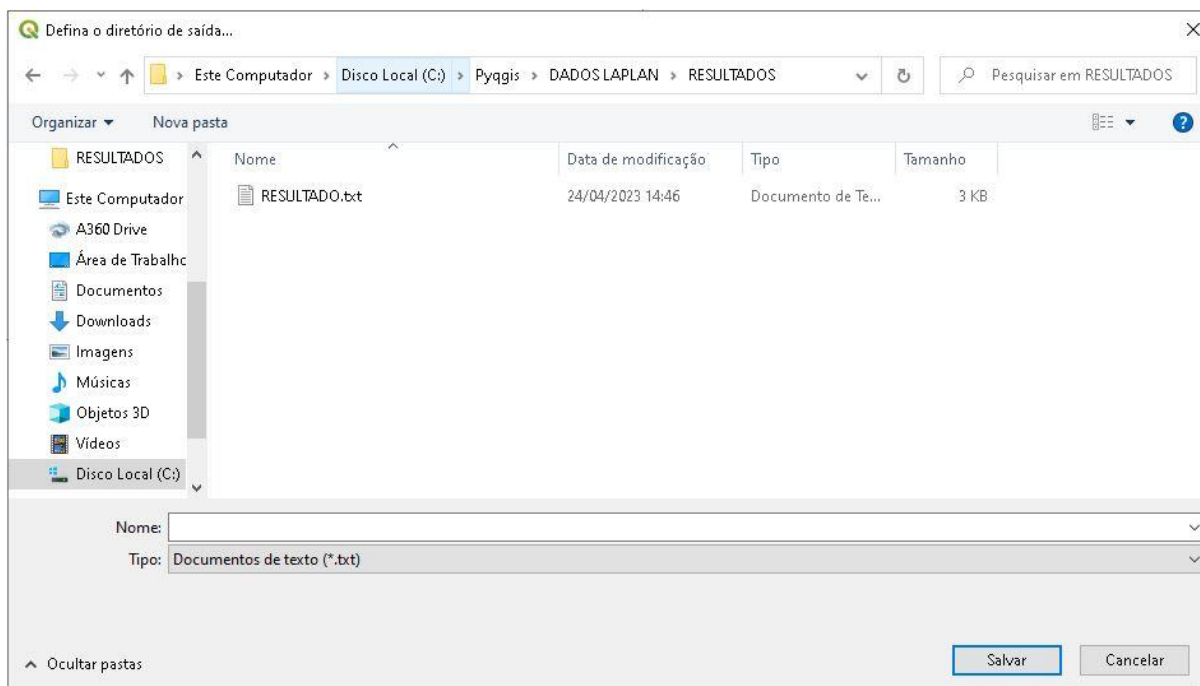 Defina o diretório de saída...
Este Computador > Disco Local (C:) > Pyqgis > DADOS LAPLAN > RESULTADOS
Pesquisar em RESULTADOS
Organizar
Nova pasta
RESULTADOS
Nome
Data de modificação
Tipo
Tamanho
RESULTADO.txt
24/04/2023 14:46
Documento de Te...
3 KB
Este Computador
A360 Drive
Área de Trabalho
Documentos
Downloads
Imagens
Músicas
Objetos 3D
Vídeos
Disco Local (C:)
Nome:
Tipo: Documentos de texto (*.txt)
Ocultar pastas
Salvar
Cancelar